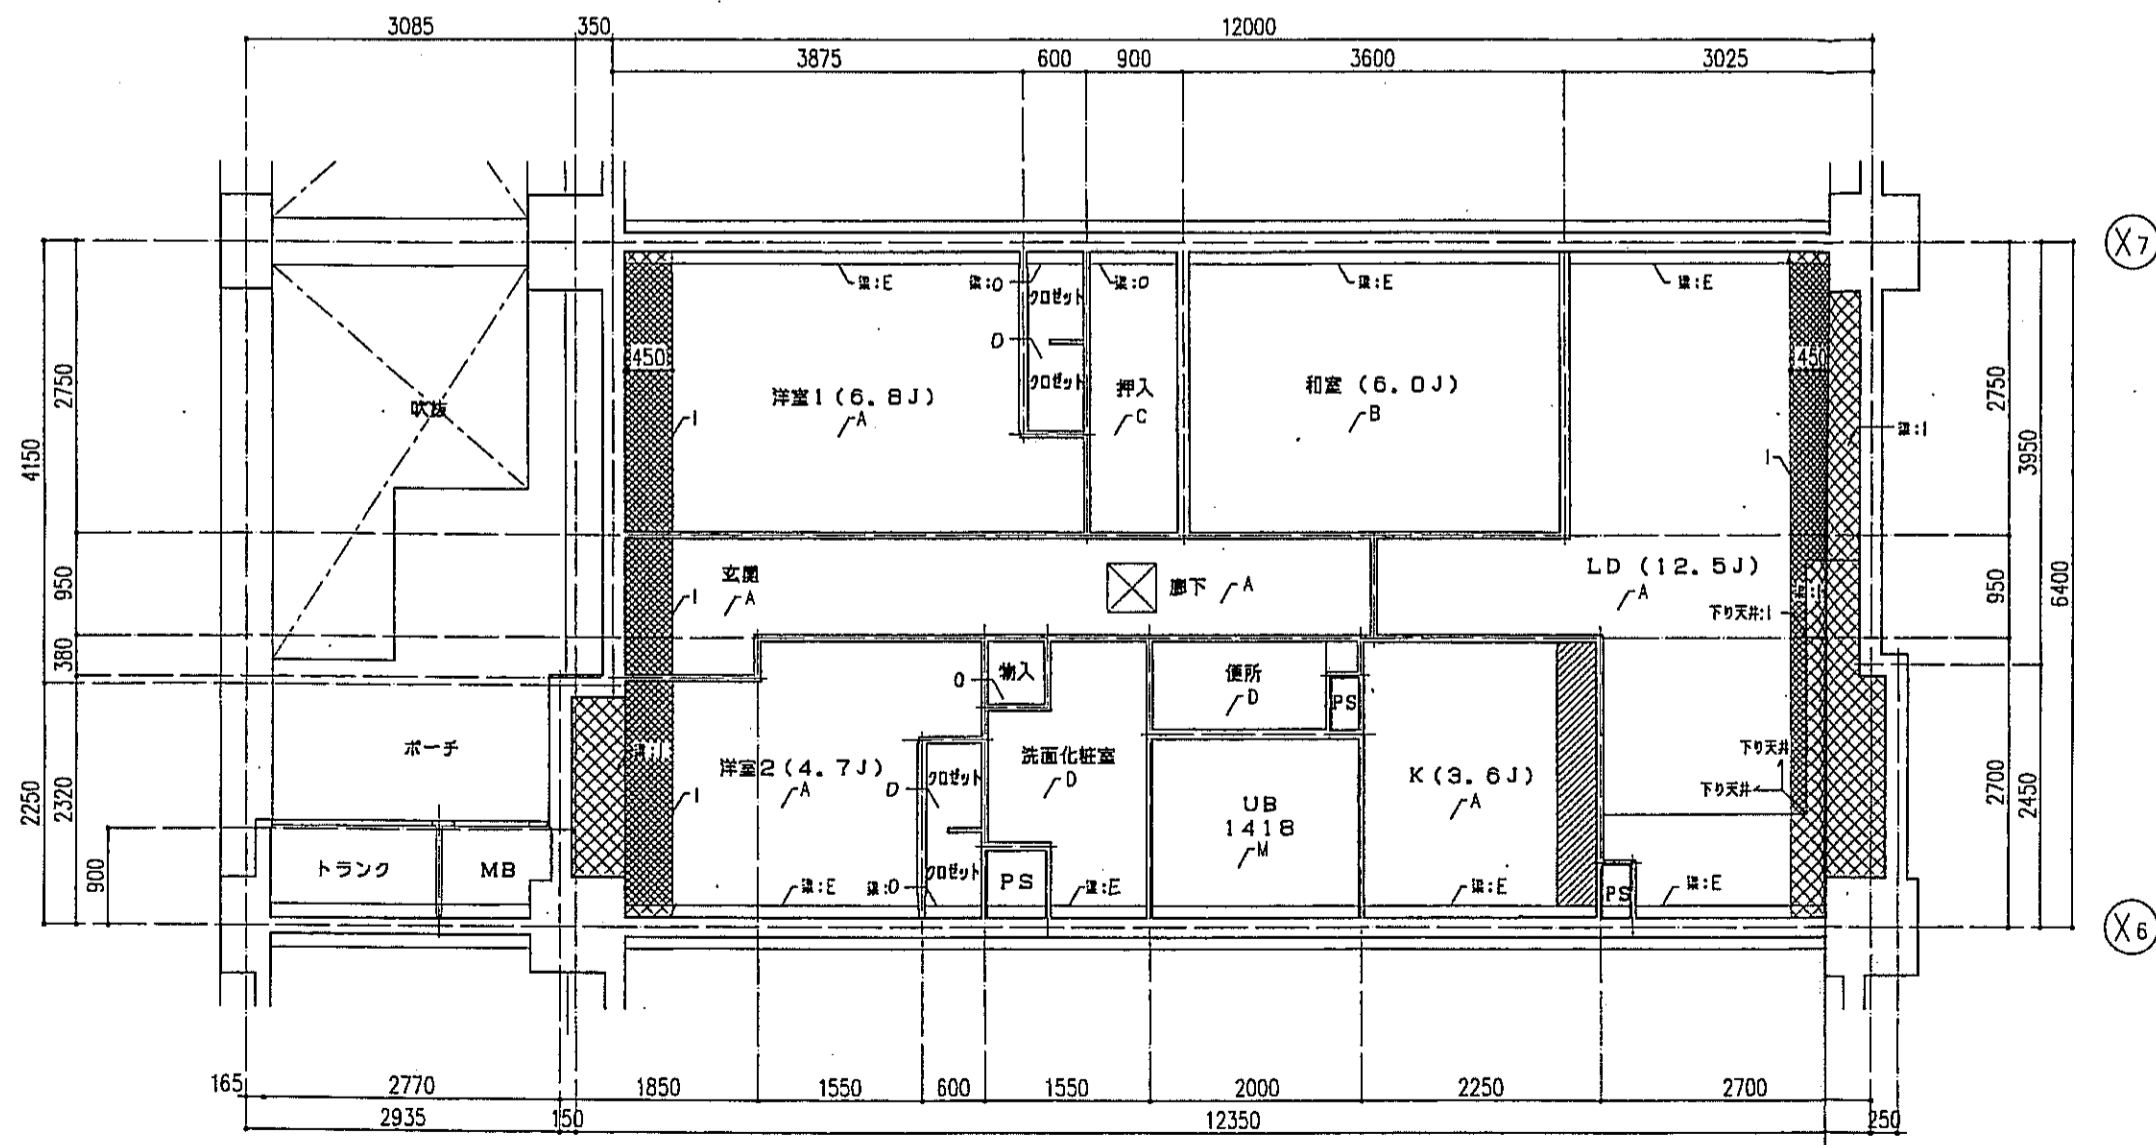 3085
350
12000
3875
600
900
3600
3025
X7
梁:E
梁:O
クロゼット
梁:O
梁:E
梁:E
D
クロゼット
450
450
2750
4150
吹抜
洋室1(6.8J)
A
I
押入
C
和室(6.0J)
B
I
梁:I
2750
3950
6400
950
玄関
A
I
廊下
A
LD(12.5J)
A
下り天井:I
950
380
物入
O
便所
D
PS
ポーチ
梁:I
洋室2(4.7J)
A
I
クロゼット
D
洗面化粧室
D
K(3.6J)
A
下り天井
下り天井
2250
2320
UB
1418
M
2700
2450
900
トランク
MB
クロゼット
PS
PS
梁:E
梁:O
梁:E
梁:E
梁:E
X6
165
2770
1850
1550
600
1550
2000
2250
2700
2935
150
12350
250